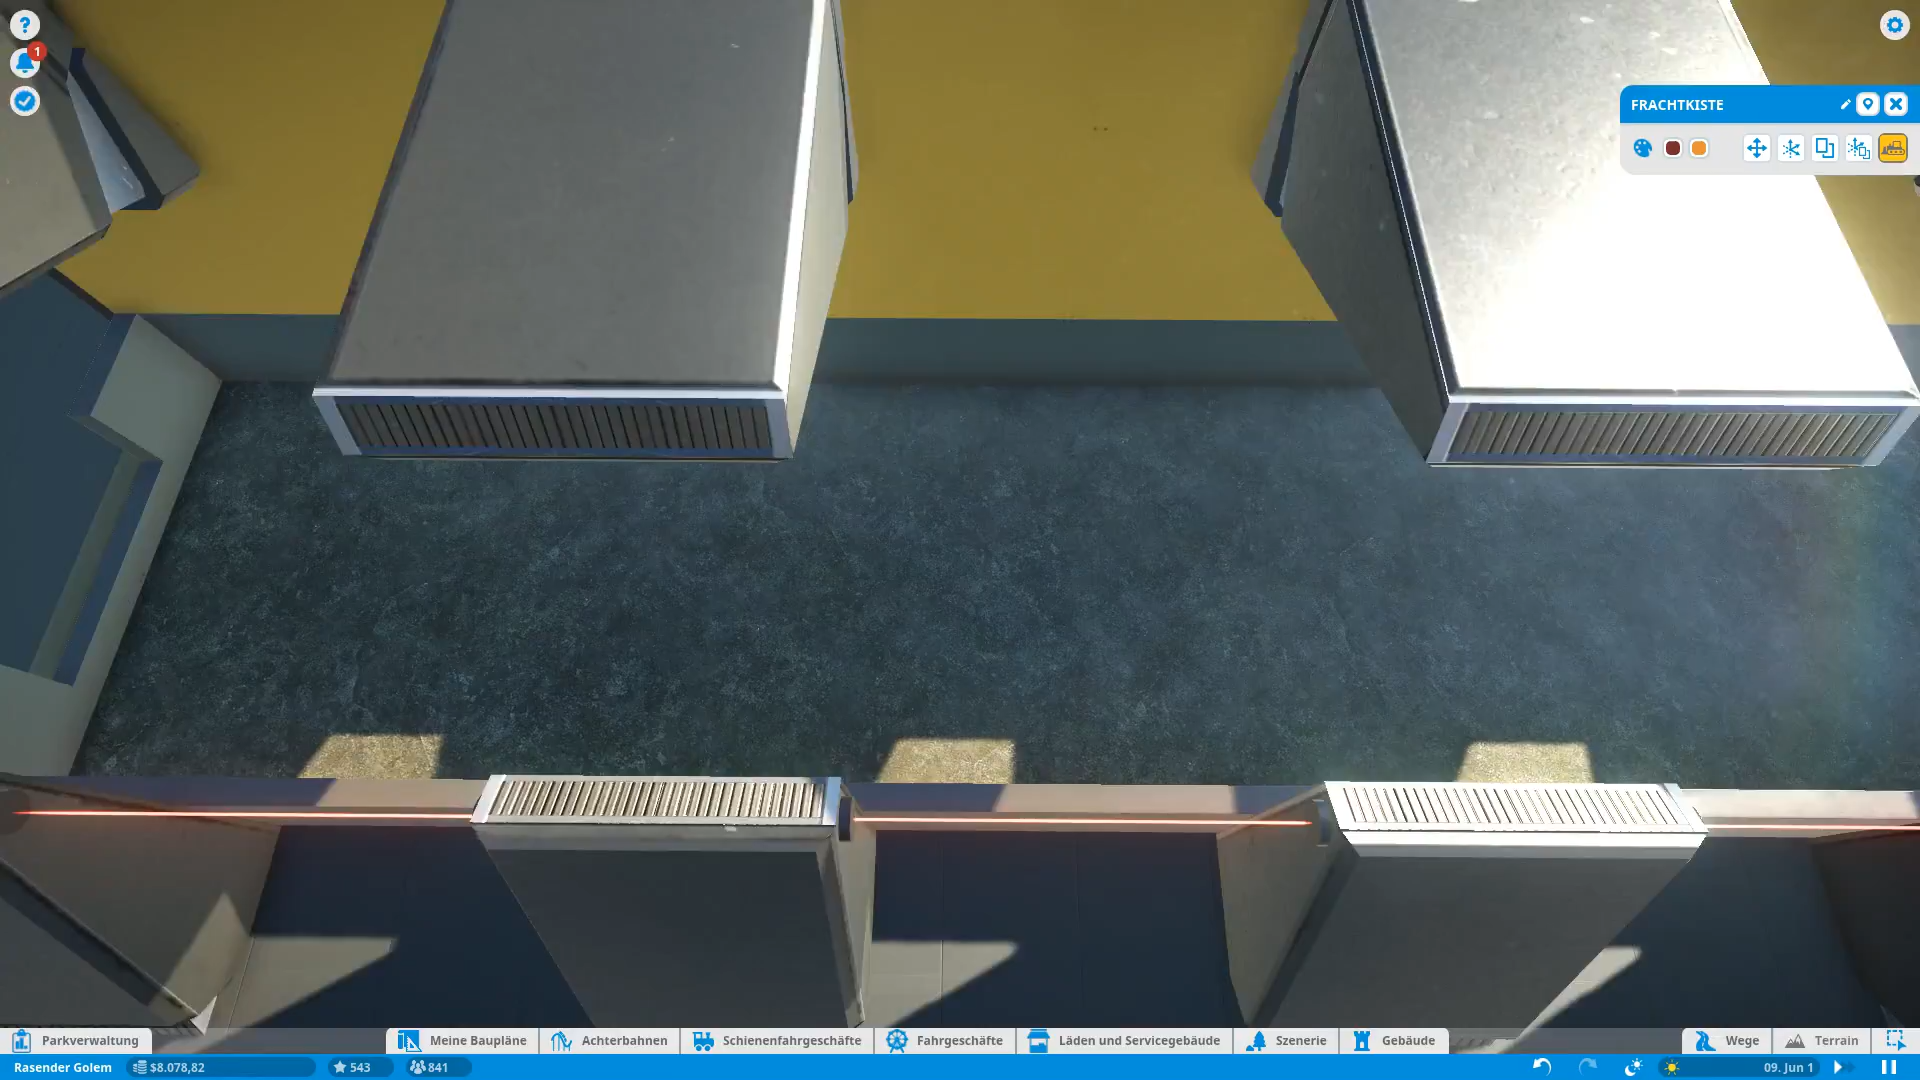 ?
1
FRACHTKISTE
Parkverwaltung
Meine Baupläne
Achterbahnen
Schienenfahrgeschäfte
Fahrgeschäfte
Läden und Servicegebäude
Szenerie
Gebäude
Wege
Terrain
Rasender Golem
$8.078,82
543
841
09. Jun 1